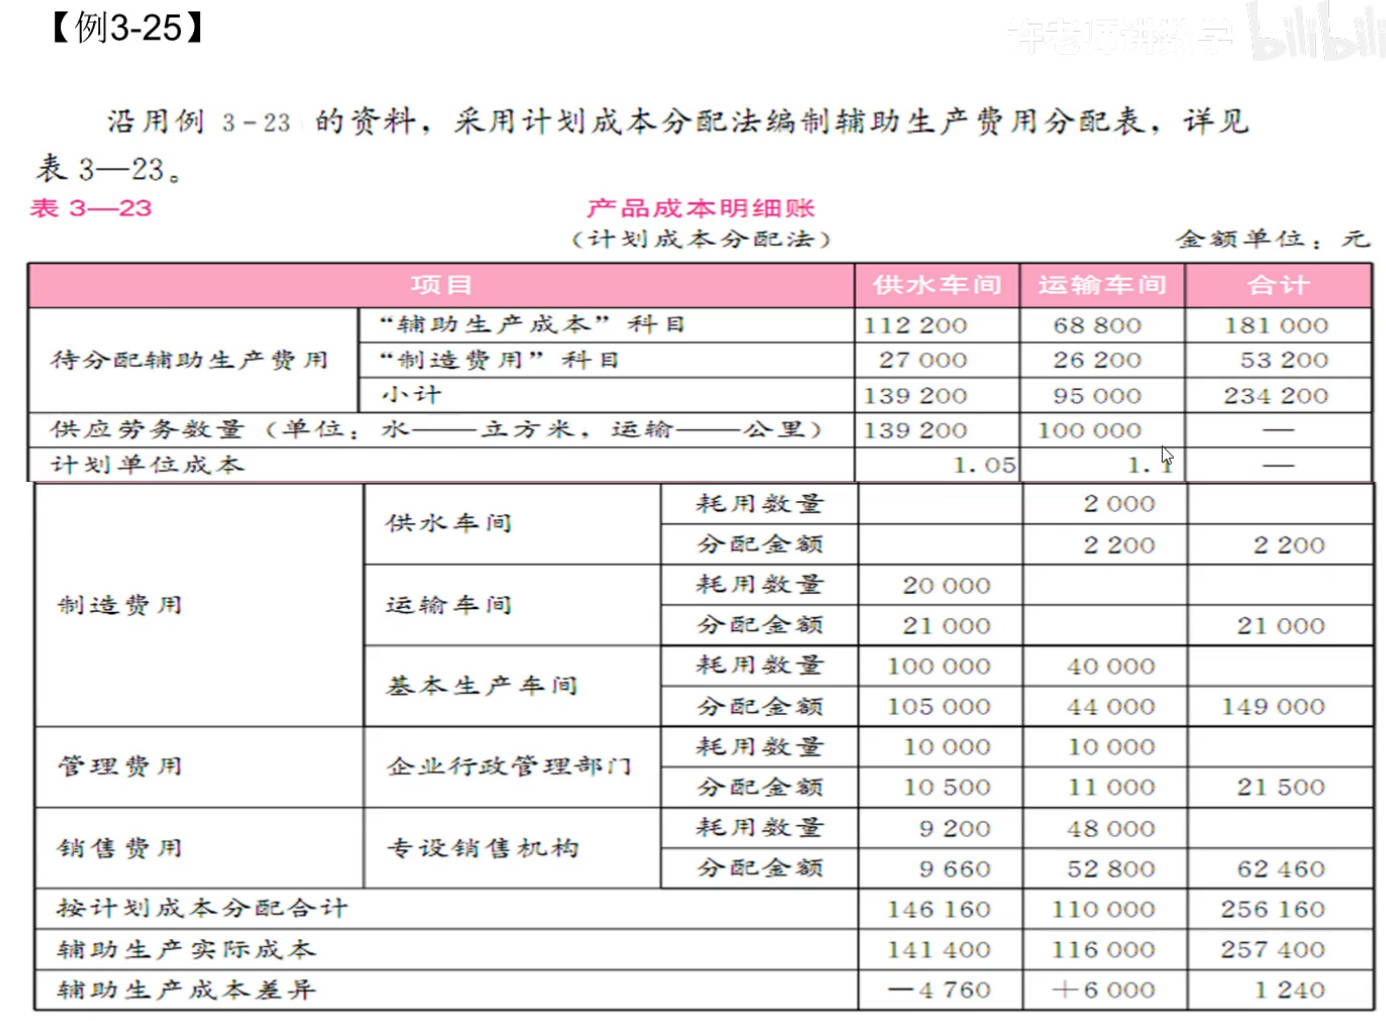 【例3-25】
许老师讲数学 bilibili
沿用例 3-23 的资料，采用计划成本分配法编制辅助生产费用分配表，详见
表 3—23。
表 3—23 产品成本明细账
（计划成本分配法） 金额单位：元
项目 供水车间 运输车间 合计
待分配辅助生产费用 “辅助生产成本”科目 112 200 68 800 181 000
“制造费用”科目 27 000 26 200 53 200
小计 139 200 95 000 234 200
供应劳务数量（单位：水——立方米，运输——公里） 139 200 100 000 —
计划单位成本 1.05 1.1 —
制造费用 供水车间 耗用数量 2 000
分配金额 2 200 2 200
运输车间 耗用数量 20 000
分配金额 21 000 21 000
基本生产车间 耗用数量 100 000 40 000
分配金额 105 000 44 000 149 000
管理费用 企业行政管理部门 耗用数量 10 000 10 000
分配金额 10 500 11 000 21 500
销售费用 专设销售机构 耗用数量 9 200 48 000
分配金额 9 660 52 800 62 460
按计划成本分配合计 146 160 110 000 256 160
辅助生产实际成本 141 400 116 000 257 400
辅助生产成本差异 —4 760 +6 000 1 240